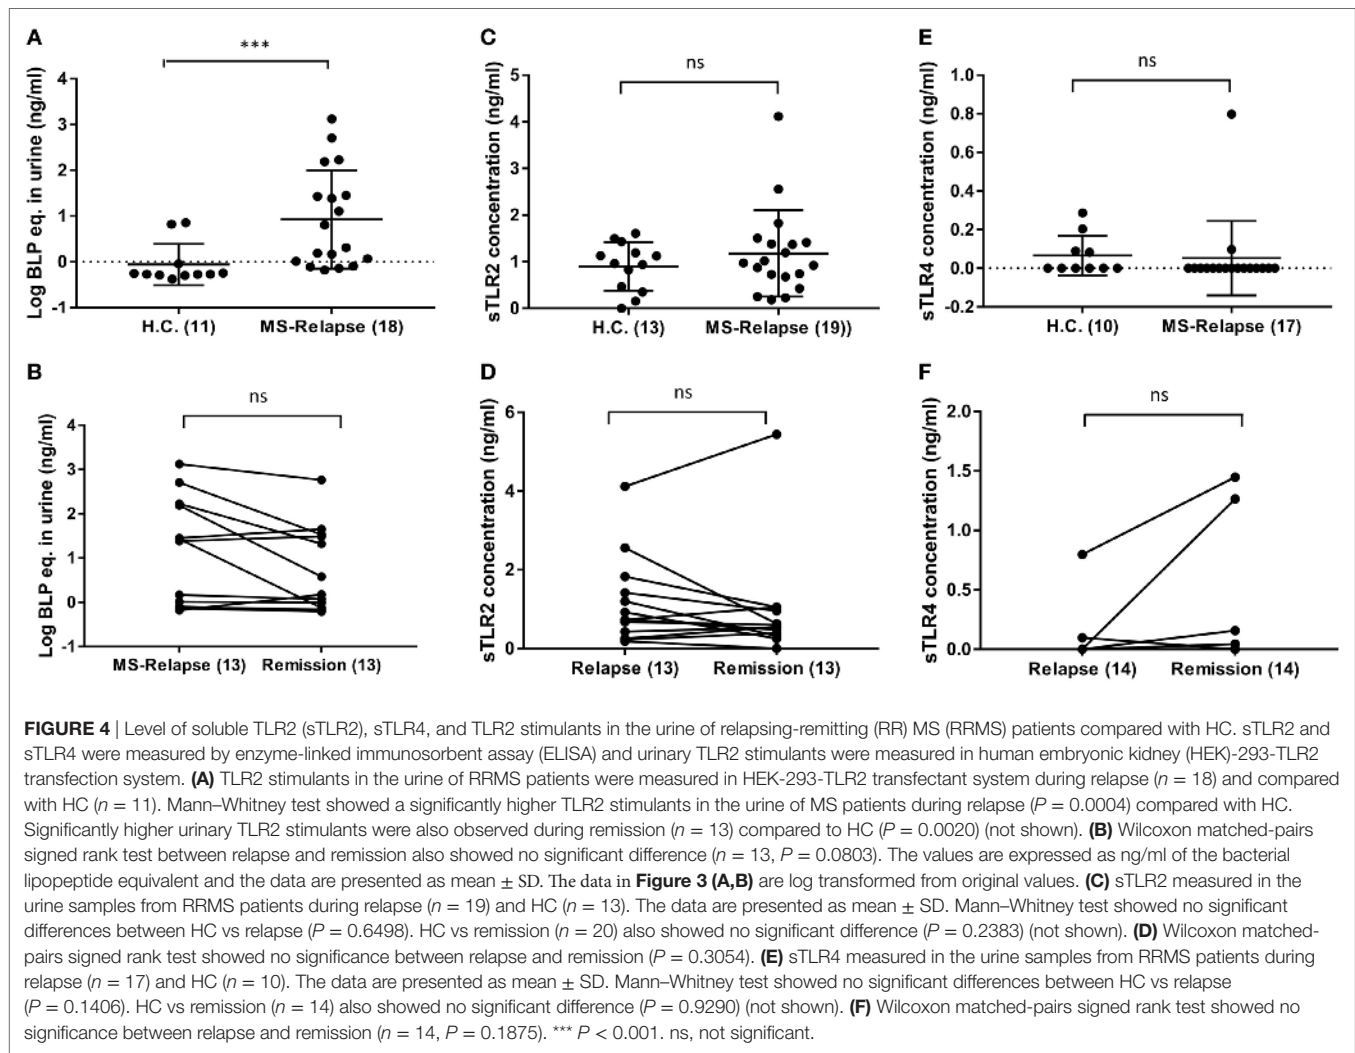 A
***
Log BLP eq. in urine (ng/ml)
4
3
2
1
0
-1
H.C. (11)
MS-Relapse (18)
C
ns
sTLR2 concentration (ng/ml)
5
4
3
2
1
0
H.C. (13)
MS-Relapse (19))
E
ns
sTLR4 concentration (ng/ml)
1.0
0.8
0.6
0.4
0.2
0.0
-0.2
H.C. (10)
MS-Relapse (17)
B
ns
Log BLP eq. in urine (ng/ml)
4
3
2
1
0
-1
MS-Relapse (13)
Remission (13)
D
ns
sTLR2 concentration (ng/ml)
6
4
2
0
Relapse (13)
Remission (13)
F
ns
sTLR4 concentration (ng/ml)
2.0
1.5
1.0
0.5
0.0
Relapse (14)
Remission (14)
FIGURE 4 | Level of soluble TLR2 (sTLR2), sTLR4, and TLR2 stimulants in the urine of relapsing-remitting (RR) MS (RRMS) patients compared with HC. sTLR2 and
sTLR4 were measured by enzyme-linked immunosorbent assay (ELISA) and urinary TLR2 stimulants were measured in human embryonic kidney (HEK)-293-TLR2
transfection system. (A) TLR2 stimulants in the urine of RRMS patients were measured in HEK-293-TLR2 transfectant system during relapse (n = 18) and compared
with HC (n = 11). Mann–Whitney test showed a significantly higher TLR2 stimulants in the urine of MS patients during relapse (P = 0.0004) compared with HC.
Significantly higher urinary TLR2 stimulants were also observed during remission (n = 13) compared to HC (P = 0.0020) (not shown). (B) Wilcoxon matched-pairs
signed rank test between relapse and remission also showed no significant difference (n = 13, P = 0.0803). The values are expressed as ng/ml of the bacterial
lipopeptide equivalent and the data are presented as mean ± SD. The data in Figure 3 (A,B) are log transformed from original values. (C) sTLR2 measured in the
urine samples from RRMS patients during relapse (n = 19) and HC (n = 13). The data are presented as mean ± SD. Mann–Whitney test showed no significant
differences between HC vs relapse (P = 0.6498). HC vs remission (n = 20) also showed no significant difference (P = 0.2383) (not shown). (D) Wilcoxon matched-
pairs signed rank test showed no significance between relapse and remission (P = 0.3054). (E) sTLR4 measured in the urine samples from RRMS patients during
relapse (n = 17) and HC (n = 10). The data are presented as mean ± SD. Mann–Whitney test showed no significant differences between HC vs relapse
(P = 0.1406). HC vs remission (n = 14) also showed no significant difference (P = 0.9290) (not shown). (F) Wilcoxon matched-pairs signed rank test showed no
significance between relapse and remission (n = 14, P = 0.1875). *** P < 0.001. ns, not significant.